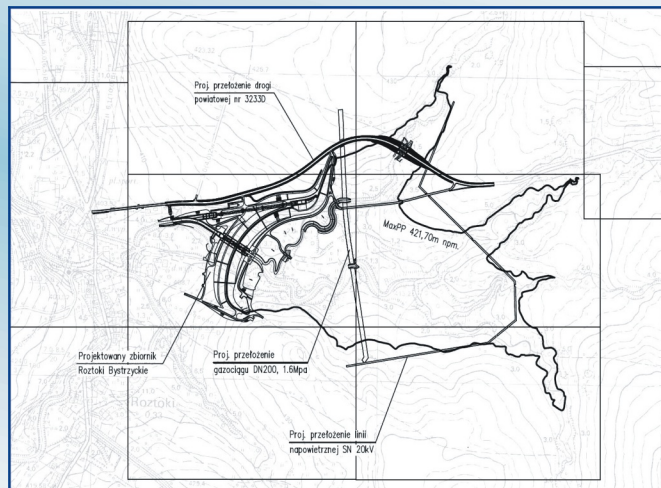 Proj. przełożenie drogi
powiatowej nr 3233D
MaxPP 421,70m npm.
Projektowany zbiornik
Roztoki Bystrzyckie
Proj. przełożenie
gazociągu DN200, 1.6Mpa
Roztoki
Proj. przełożenie linii
napowietrznej SN 20kV